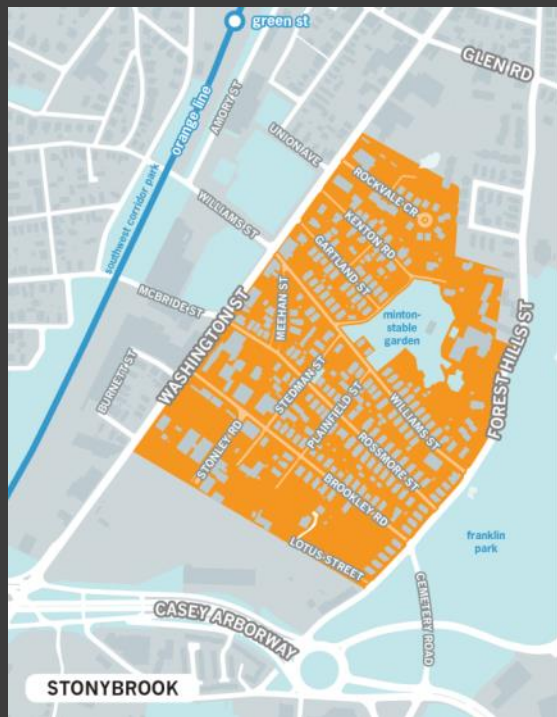 green st
GLEN RD
orange line
AMORY ST
UNION AVE
ROCKVALE CR
southwest corridor park
WILLIAMS ST
KENTON RD
GARTLAND ST
MCBRIDE ST
MEEHAN ST
minton-
stable
garden
WASHINGTON ST
FOREST HILLS ST
BURNETT ST
STEDMAN ST
PLAINFIELD ST
WILLIAMS ST
STONLEY RD
ROSSMORE ST
BROOKLEY RD
franklin
park
LOTUS STREET
CEMETERY ROAD
CASEY ARBORWAY
STONYBROOK